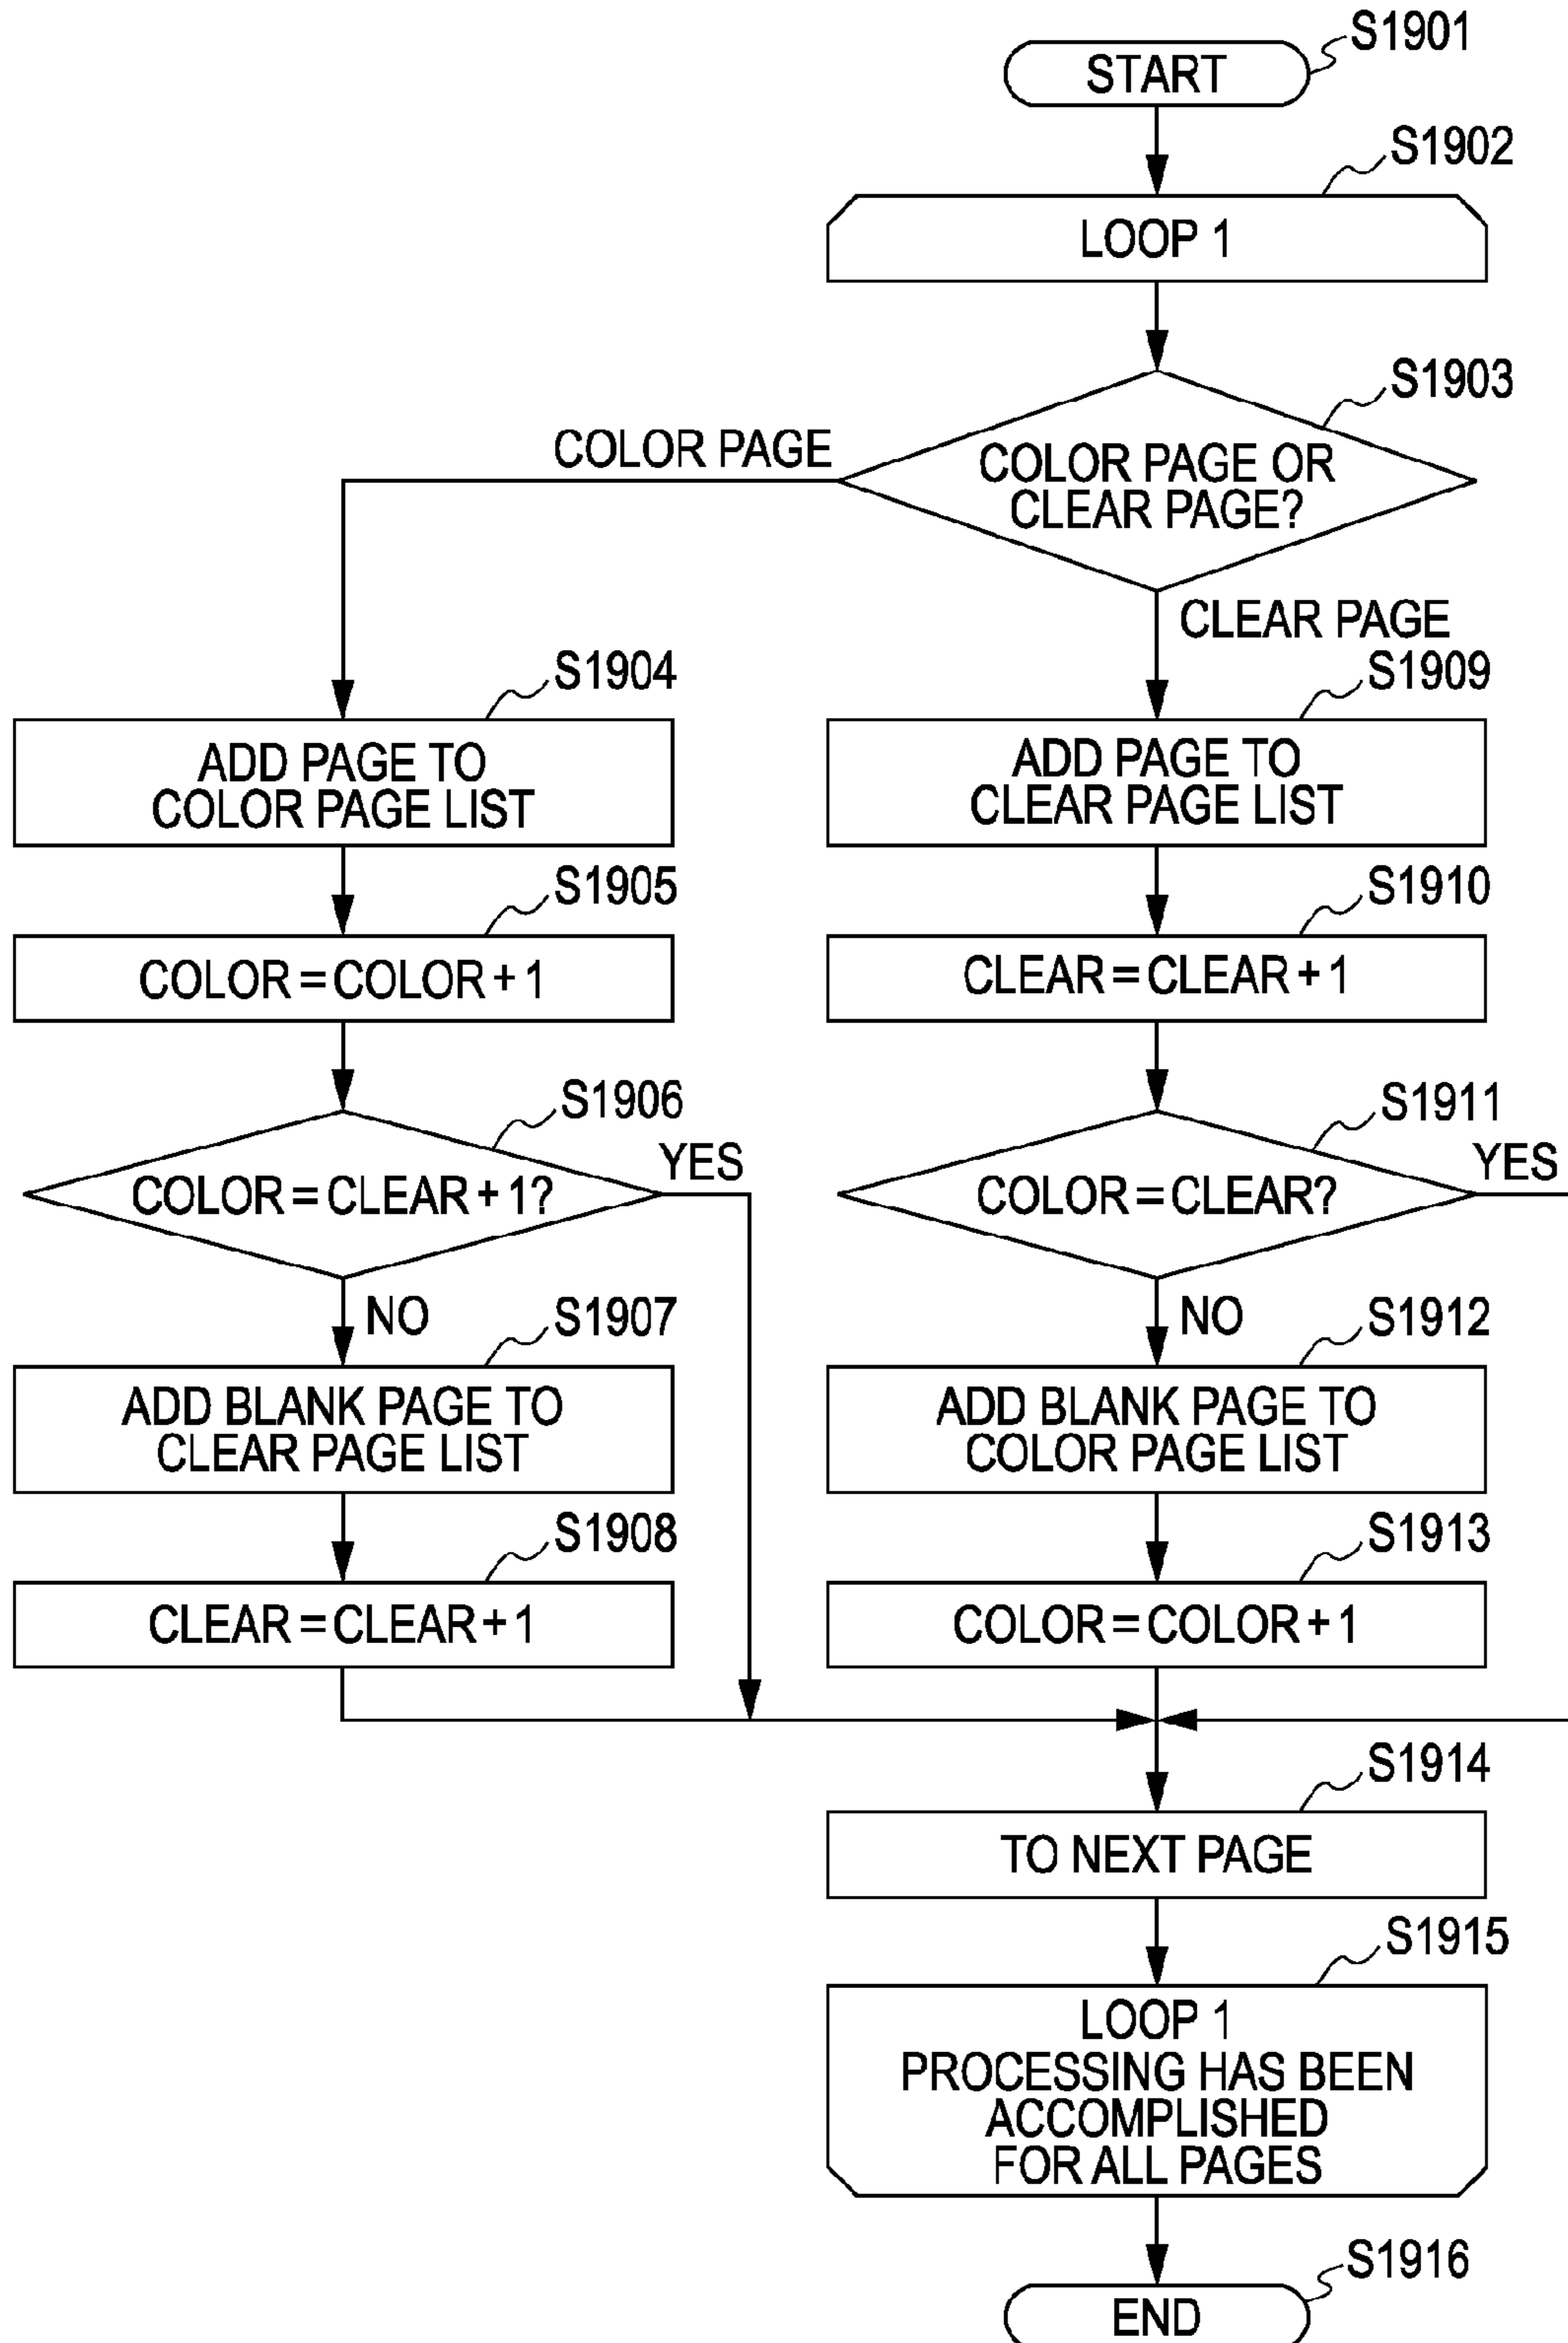 S1901
START
S1902
LOOP 1
S1903
COLOR PAGE
COLOR PAGE OR
CLEAR PAGE?
CLEAR PAGE
S1904
ADD PAGE TO
COLOR PAGE LIST
S1909
ADD PAGE TO
CLEAR PAGE LIST
S1905
COLOR = COLOR + 1
S1910
CLEAR = CLEAR + 1
S1906
COLOR = CLEAR + 1?
YES
S1911
COLOR = CLEAR?
YES
NO
S1907
ADD BLANK PAGE TO
CLEAR PAGE LIST
NO
S1912
ADD BLANK PAGE TO
COLOR PAGE LIST
S1908
CLEAR = CLEAR + 1
S1913
COLOR = COLOR + 1
S1914
TO NEXT PAGE
S1915
LOOP 1
PROCESSING HAS BEEN
ACCOMPLISHED
FOR ALL PAGES
S1916
END